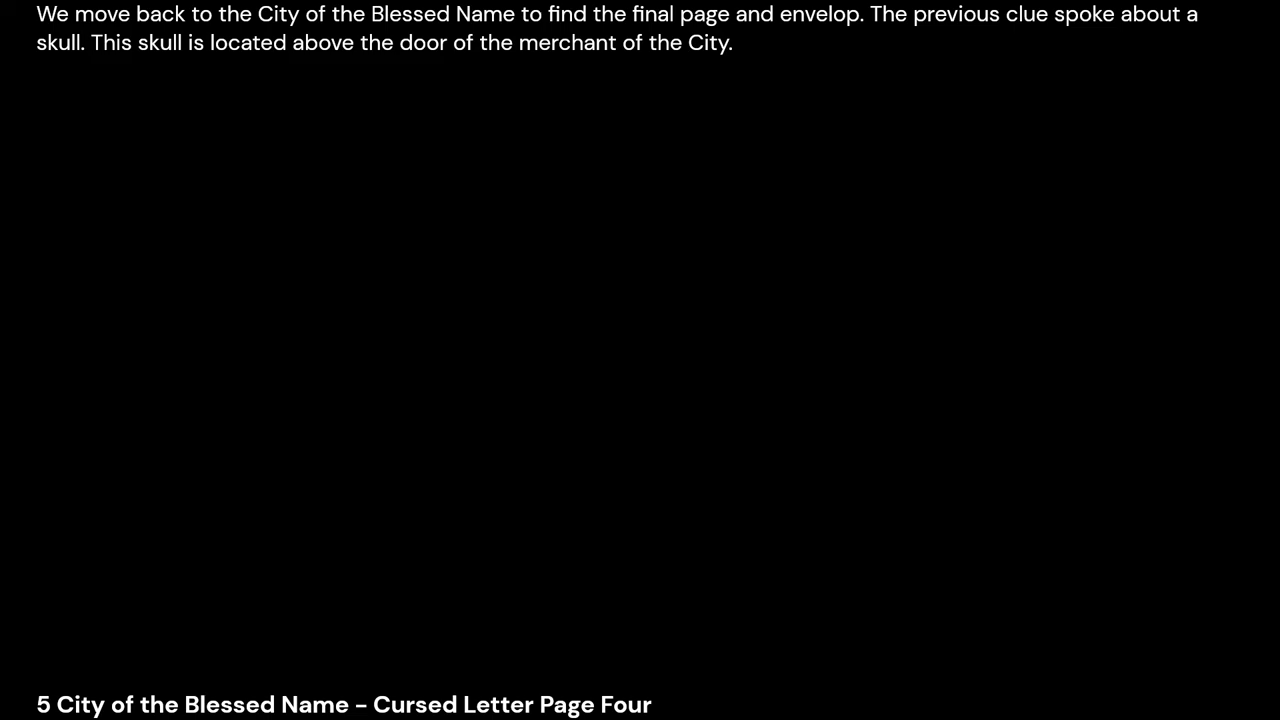 We move back to the City of the Blessed Name to find the final page and envelop. The previous clue spoke about a
skull. This skull is located above the door of the merchant of the City.
5 City of the Blessed Name – Cursed Letter Page Four